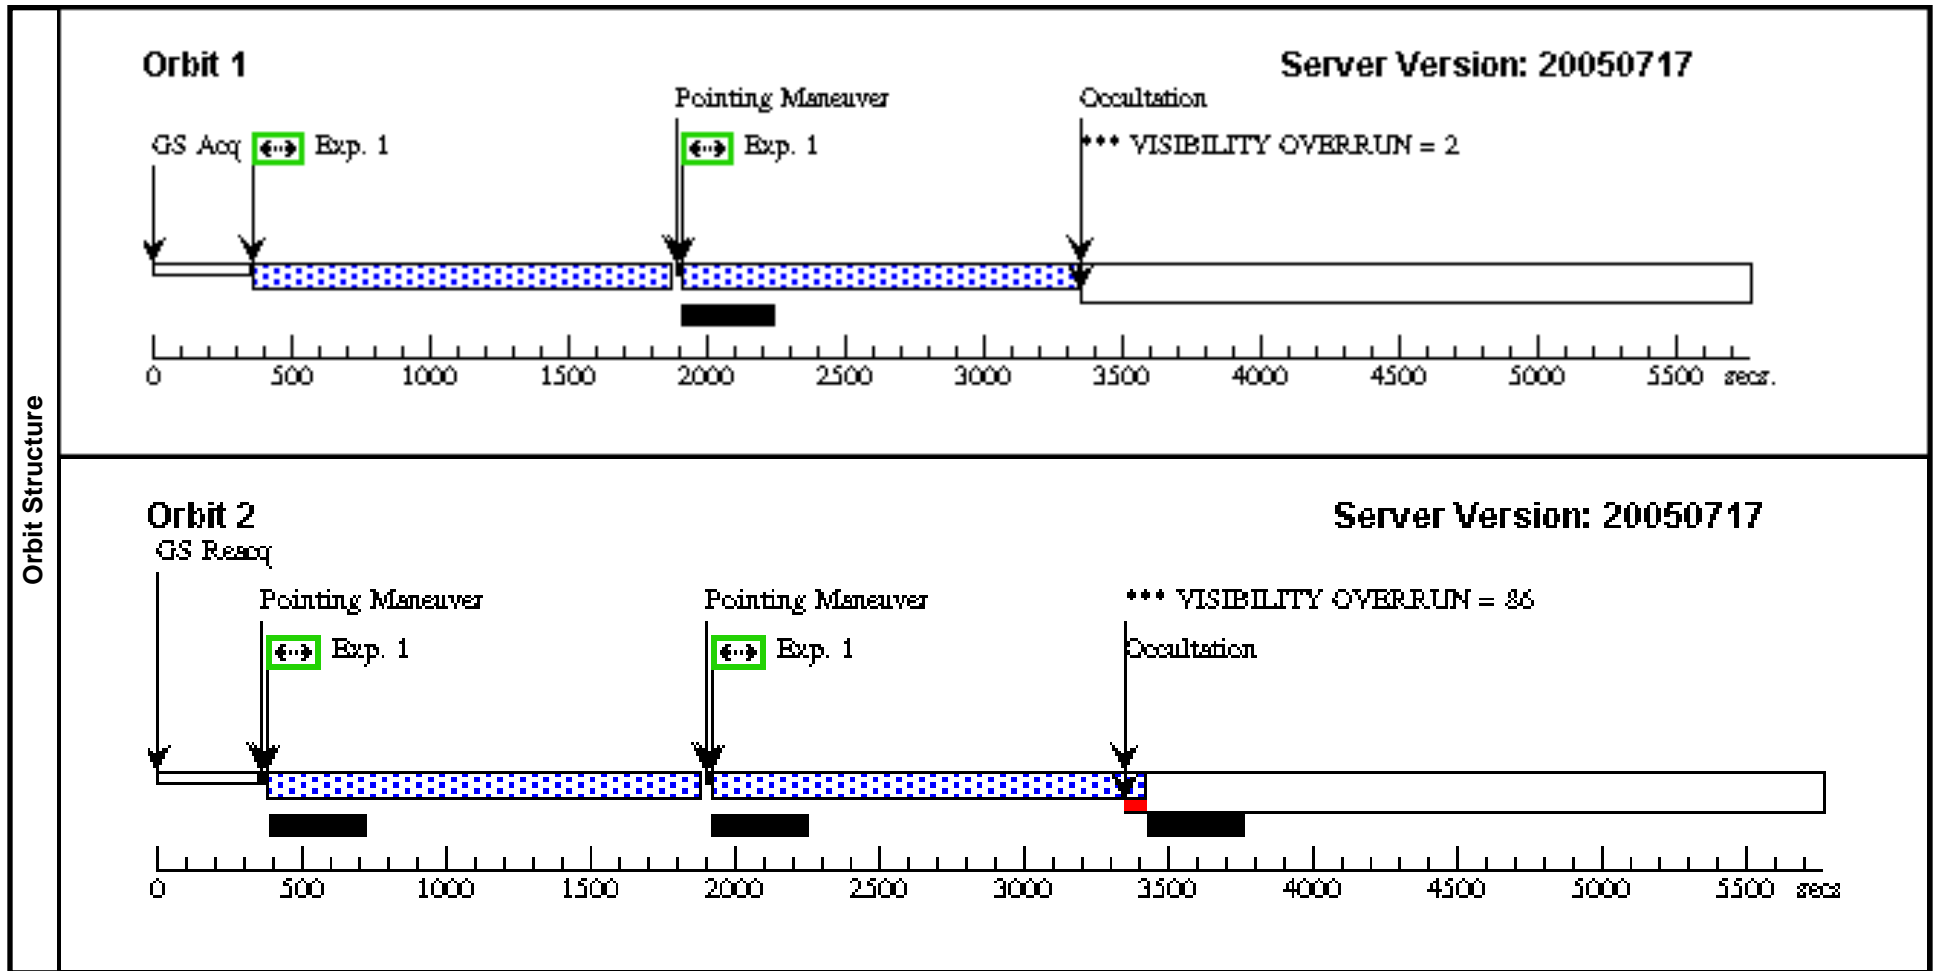 Orbit Structure
Orbit 1
Server Version: 20050717
Pointing Maneuver
Occultation
GS Acq
Exp. 1
Exp. 1
*** VISIBILITY OVERRUN = 2
0 500 1000 1500 2000 2500 3000 3500 4000 4500 5000 5500 secs.
Orbit 2
Server Version: 20050717
GS Reacq
Pointing Maneuver
Pointing Maneuver
*** VISIBILITY OVERRUN = 86
Exp. 1
Exp. 1
Occultation
0 500 1000 1500 2000 2500 3000 3500 4000 4500 5000 5500 secs